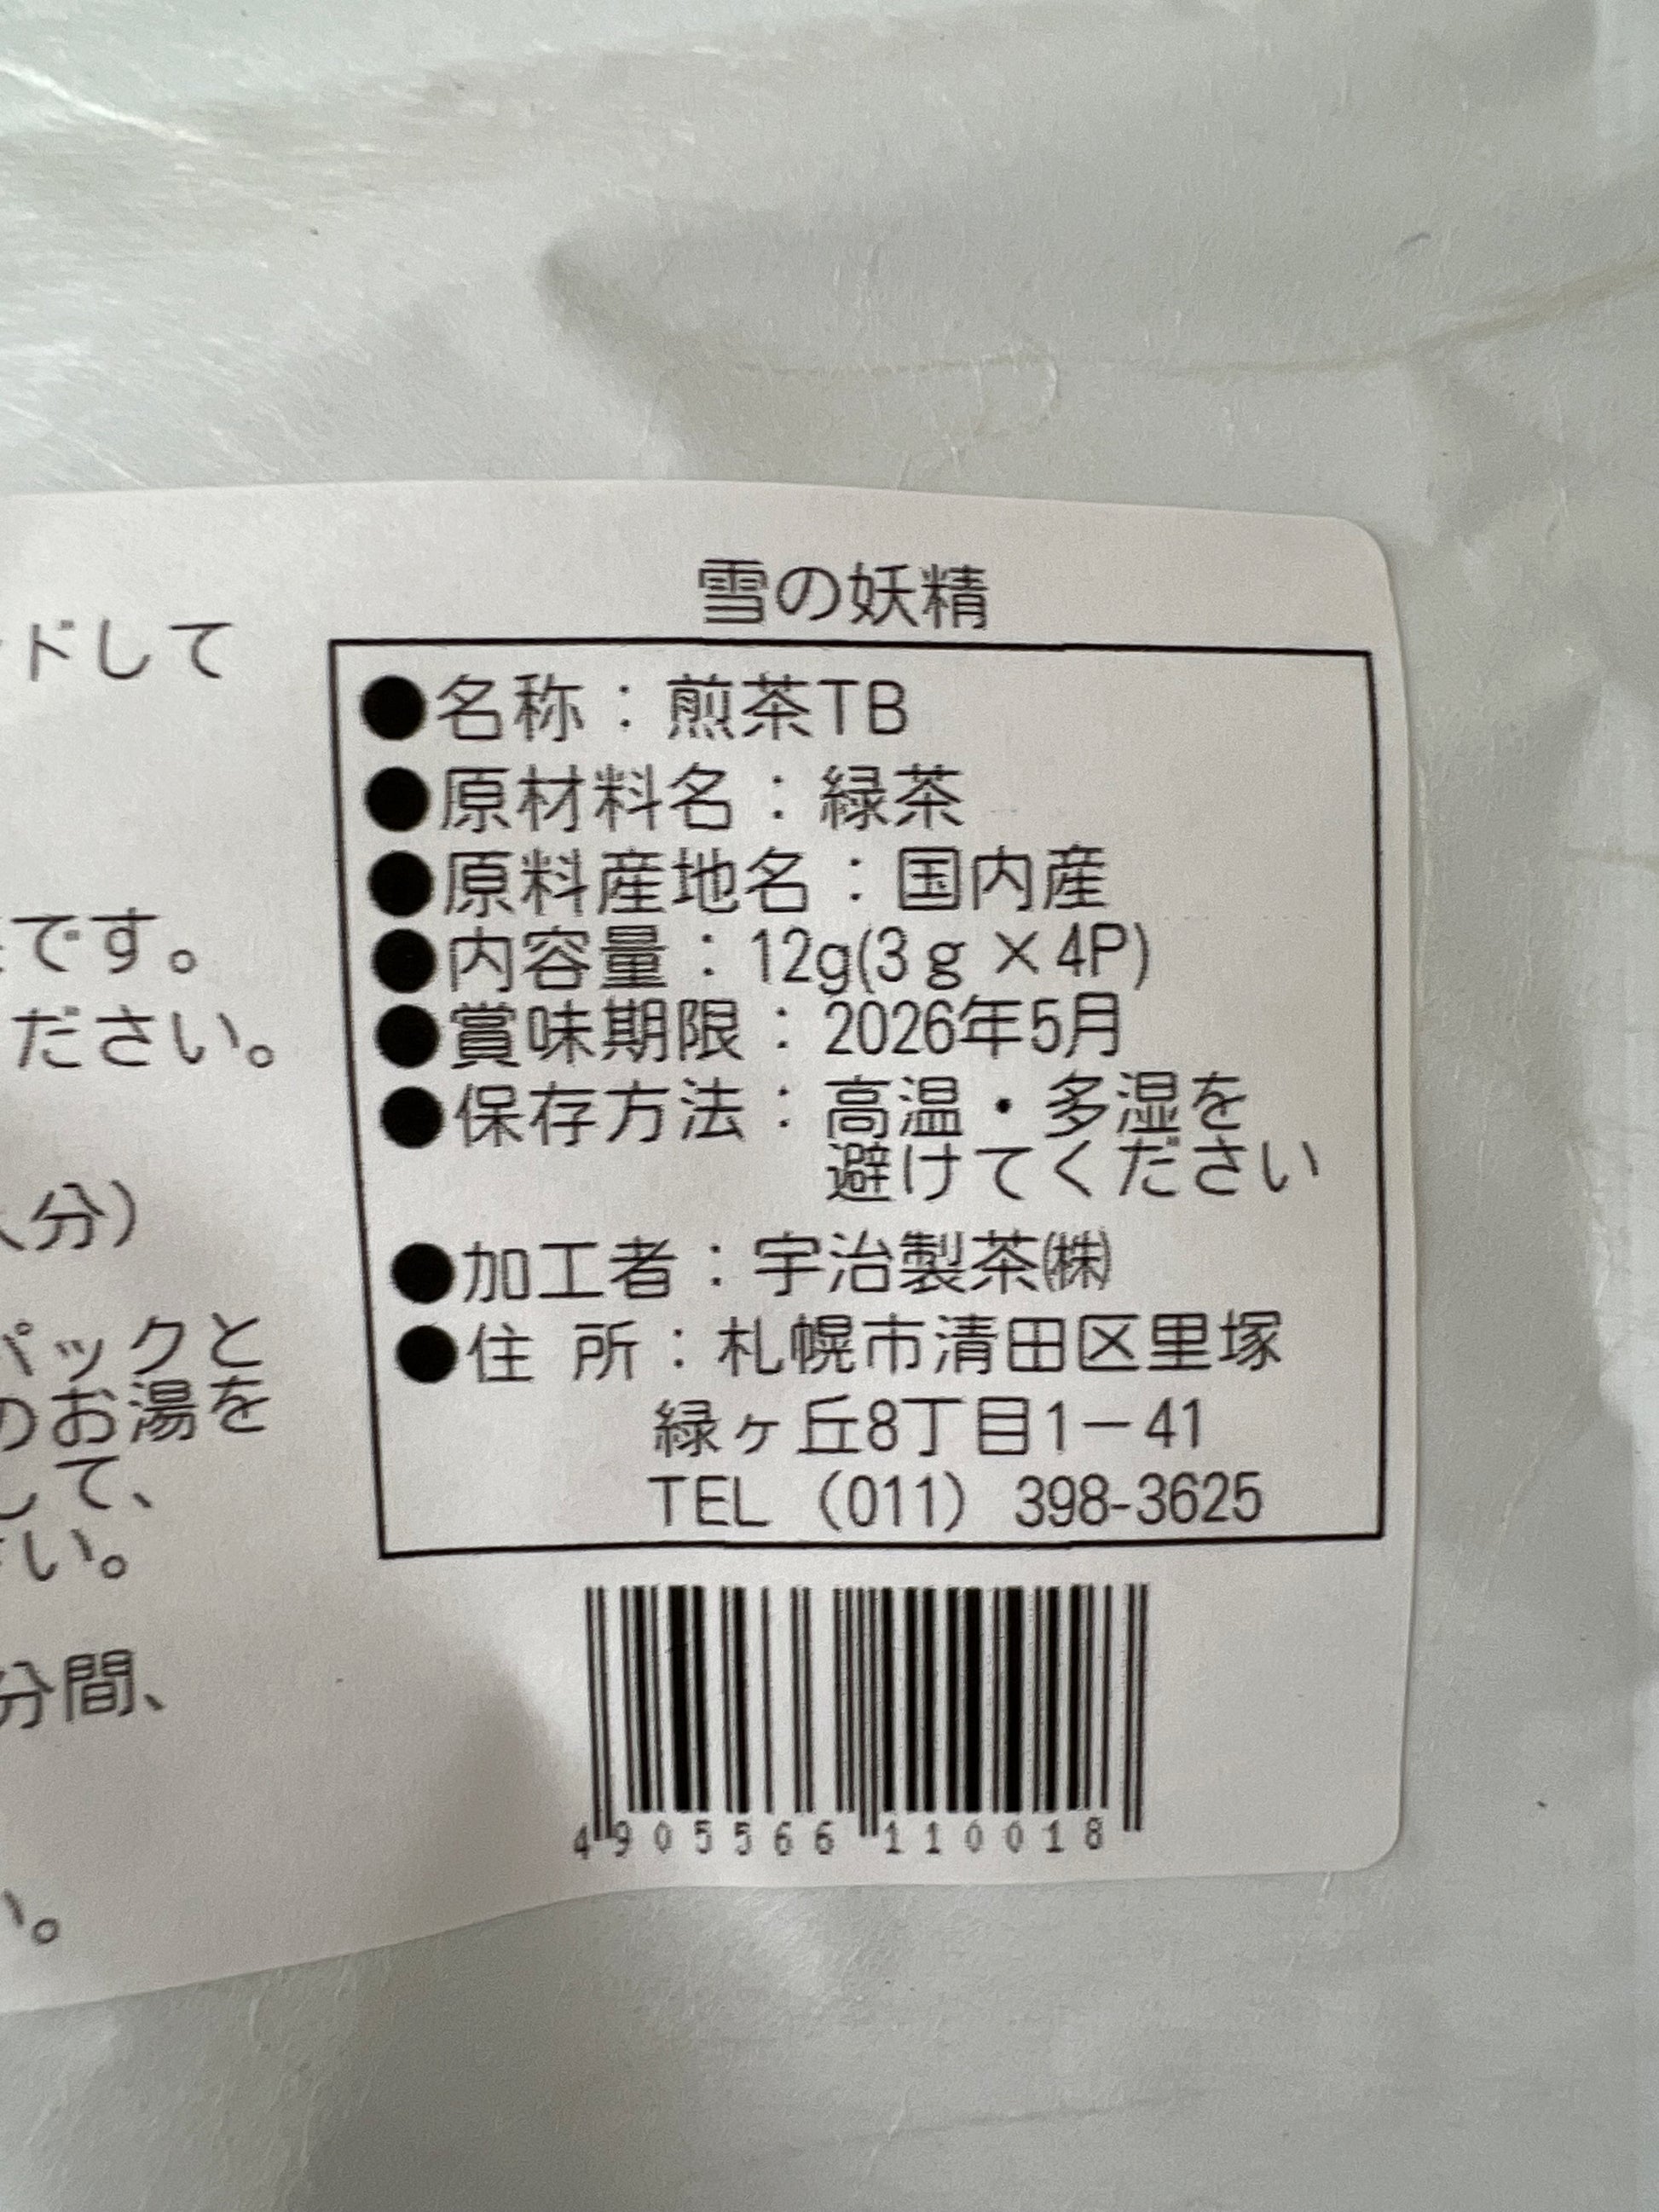 雪の妖精
●名称：煎茶TB
●原材料名：緑茶
●原料産地名：国内産
●内容量：12g(3ｇ×4P)
●賞味期限：2026年5月
●保存方法：高温・多湿を
避けてください
●加工者：宇治製茶㈱
●住 所：札幌市清田区里塚
緑ヶ丘8丁目1－41
TEL（011）398-3625
4905566110018
ドして
です。
ださい。
分）
パックと
のお湯を
して、
さい。
分間、
い。